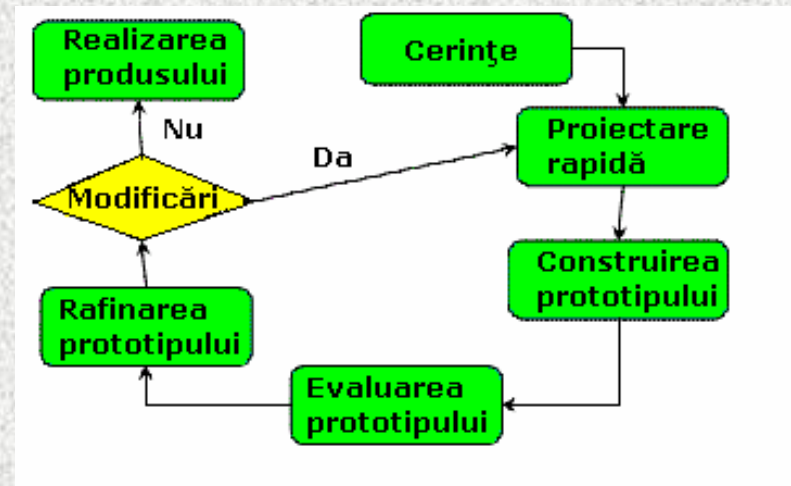 Realizarea
produsului
Cerinţe
Nu
Da
Proiectare
rapidă
Modificări
Construirea
prototipului
Rafinarea
prototipului
Evaluarea
prototipului